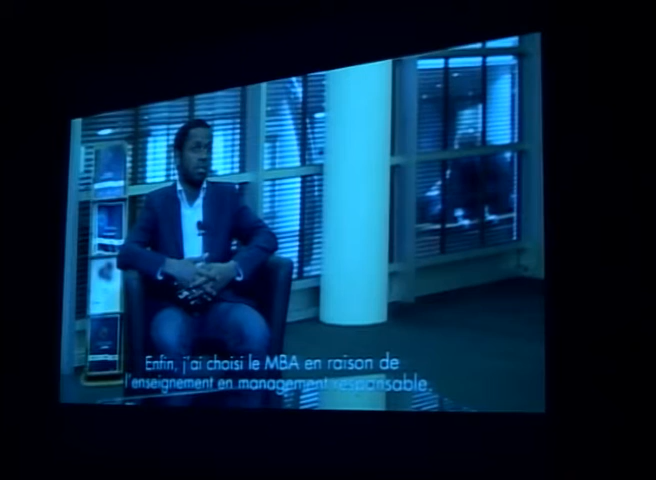 Enfin, j'ai choisi le MBA en raison de
l'enseignement en management responsable.